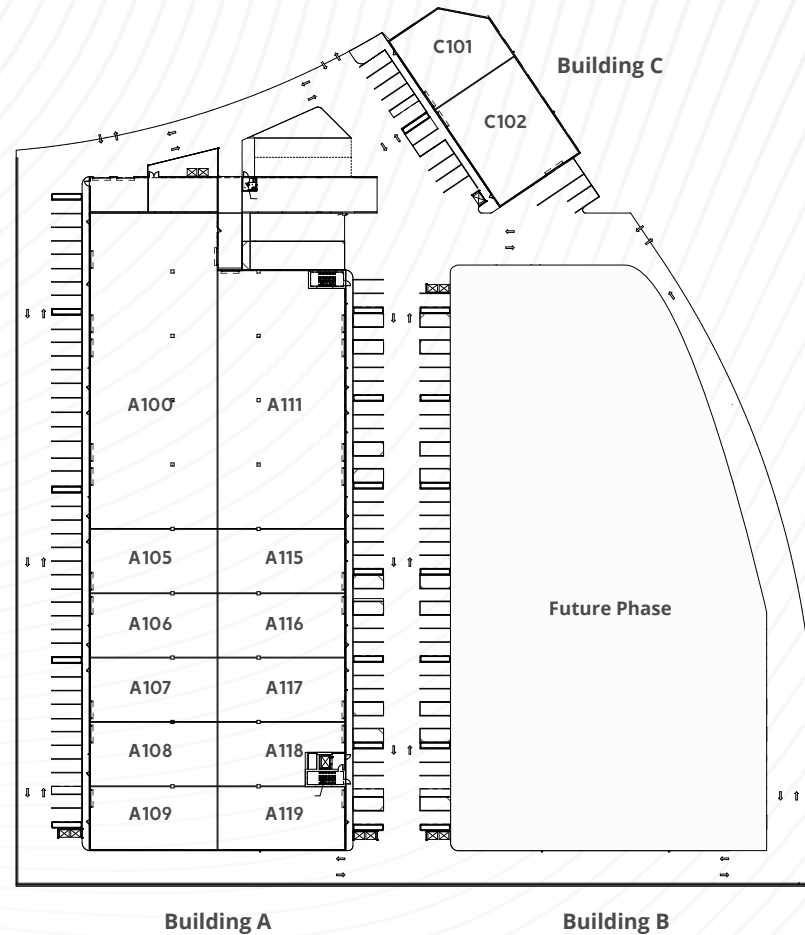 C101
Building C
C102
A100
A111
A105
A115
A106
A116
Future Phase
A107
A117
A108
A118
A109
A119
Building A
Building B